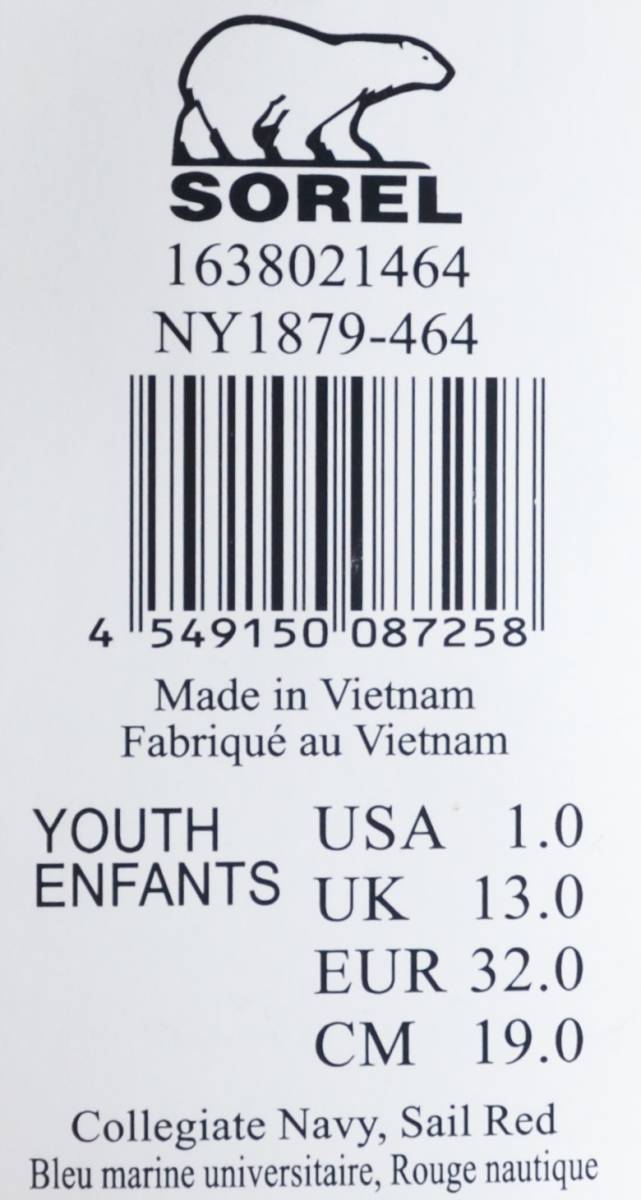 SOREL
1638021464
NY1879-464
4 549150 087258
Made in Vietnam
Fabriqué au Vietnam
YOUTH
ENFANTS
USA 1.0
UK 13.0
EUR 32.0
CM 19.0
Collegiate Navy, Sail Red
Bleu marine universitaire, Rouge nautique